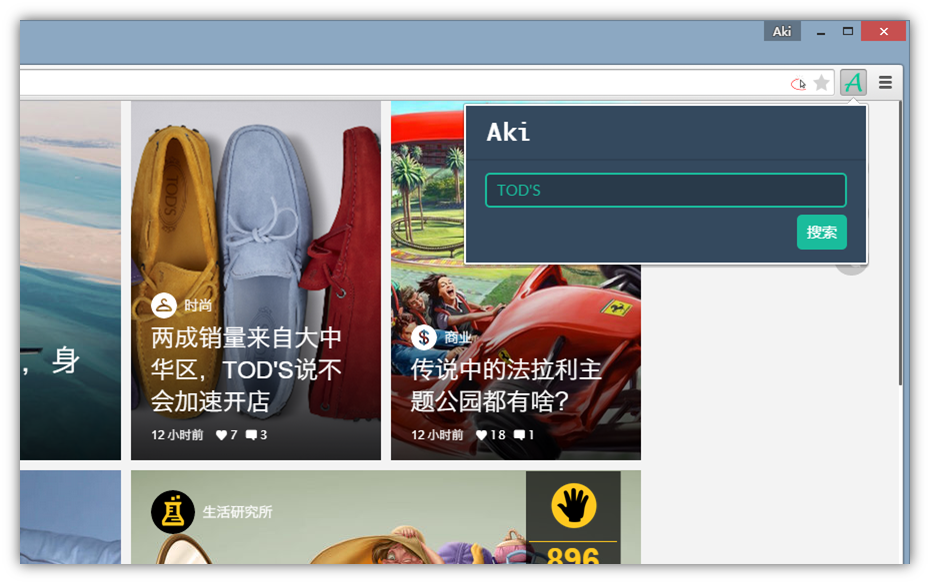 Aki
A
Aki
TOD'S
搜索
，身
TOD'S
时尚
两成销量来自大中
华区，TOD'S说不
会加速开店
12 小时前 7 3
$ 商业
传说中的法拉利主
题公园都有啥？
12 小时前 18 1
生活研究所
896